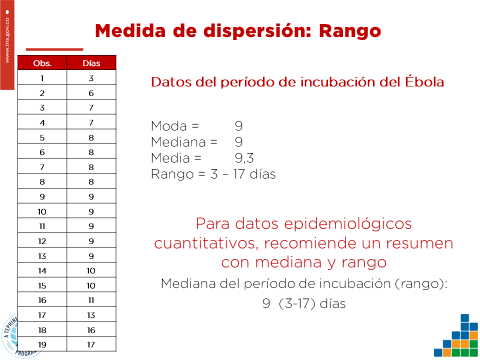 www.ins.gov.co
Medida de dispersión: Rango
Obs. Días
1 3
2 6
3 7
4 7
5 8
6 8
7 8
8 8
9 9
10 9
11 9
12 9
13 9
14 10
15 10
16 11
17 13
18 16
19 17
Datos del período de incubación del Ébola
Moda = 9
Mediana = 9
Media = 9,3
Rango = 3 – 17 días
Para datos epidemiológicos
cuantitativos, recomiende un resumen
con mediana y rango
Mediana del período de incubación (rango):
9 (3-17) días